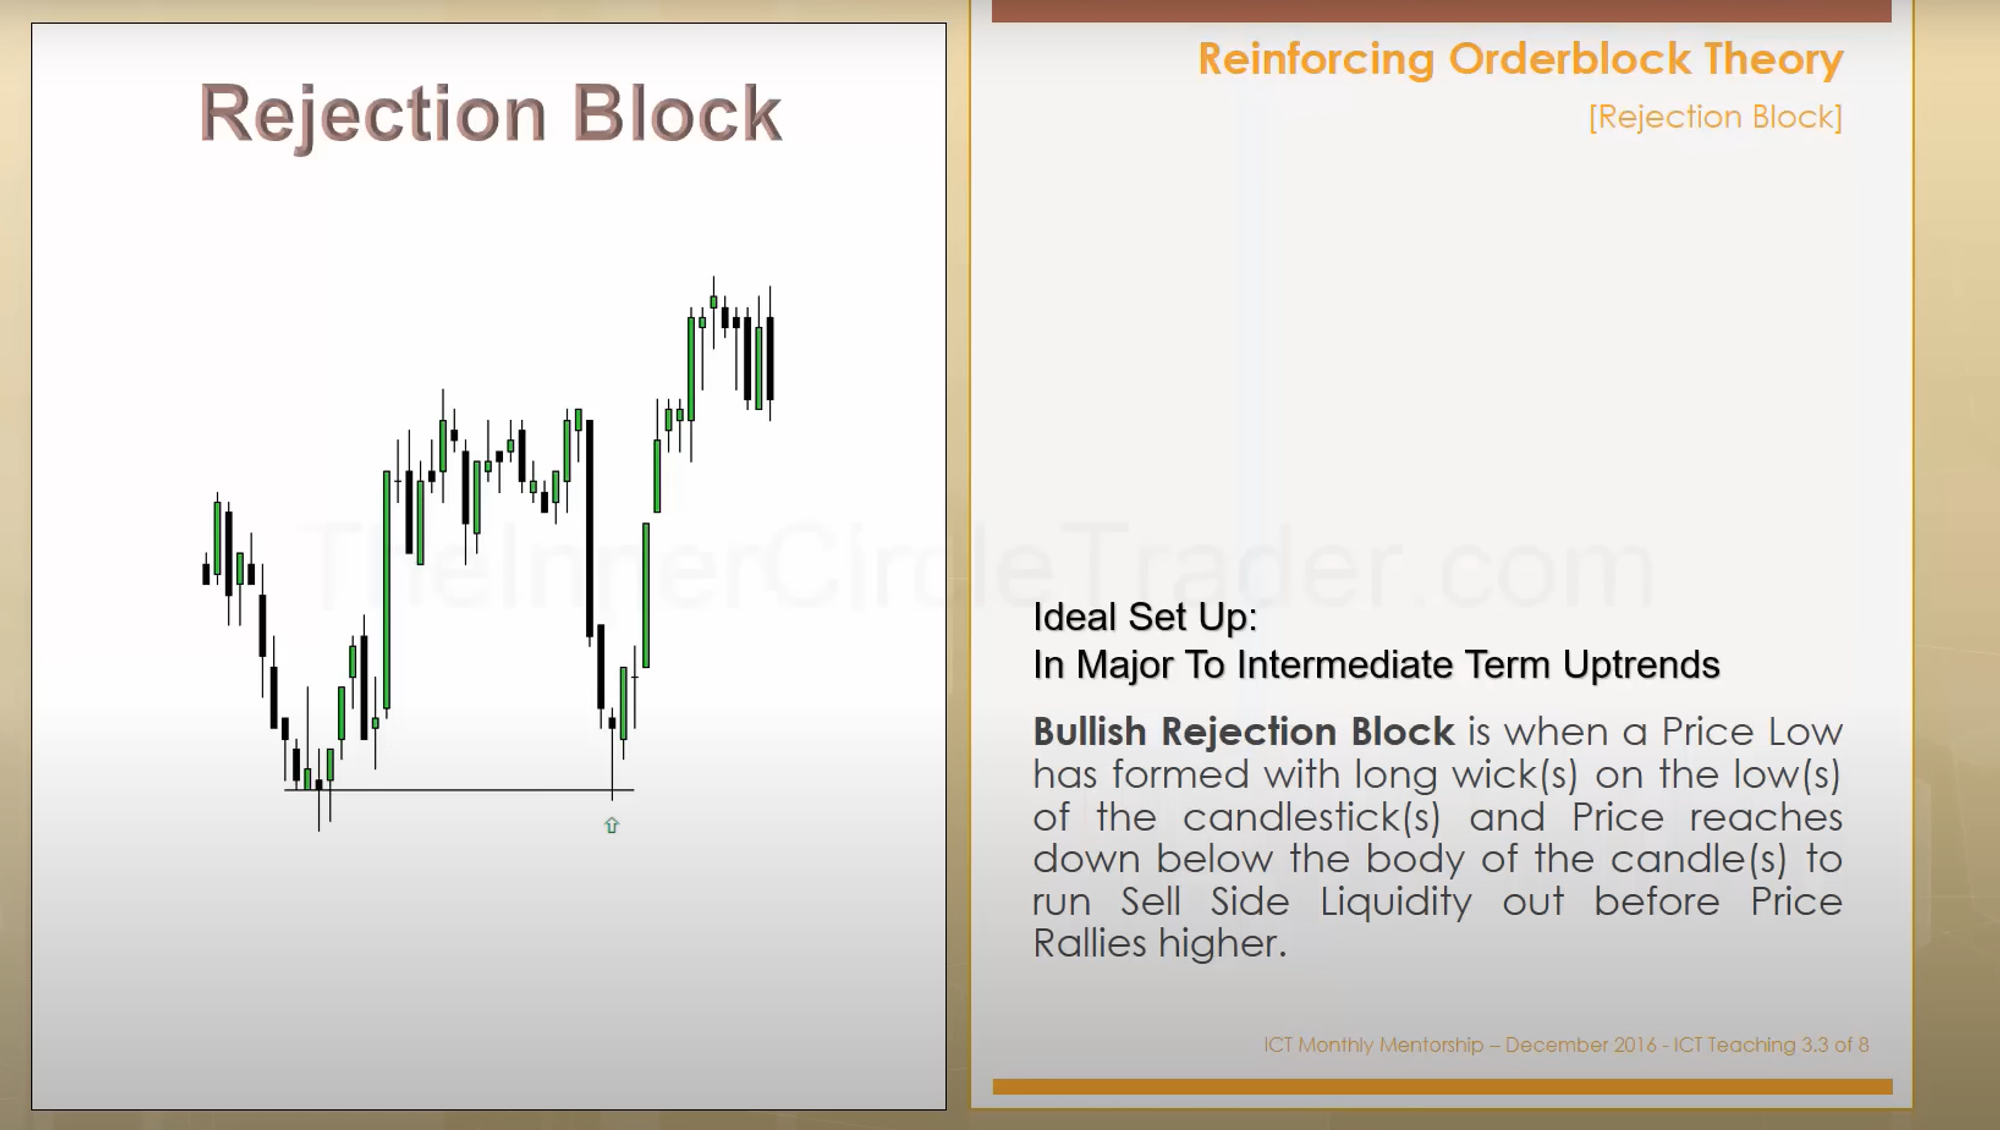 Rejection Block
Reinforcing Orderblock Theory
[Rejection Block]
TheInnerCircleTrader.com
Ideal Set Up:
In Major To Intermediate Term Uptrends
Bullish Rejection Block is when a Price Low
has formed with long wick(s) on the low(s)
of the candlestick(s) and Price reaches
down below the body of the candle(s) to
run Sell Side Liquidity out before Price
Rallies higher.
ICT Monthly Mentorship – December 2016 - ICT Teaching 3.3 of 8